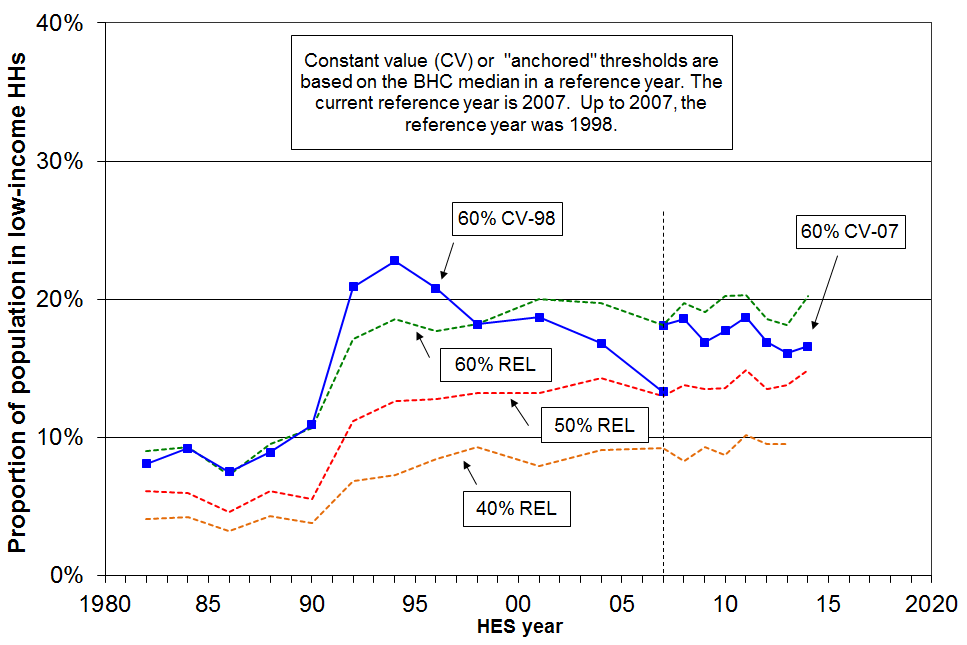 40%
Constant value (CV) or "anchored" thresholds are
based on the BHC median in a reference year. The
current reference year is 2007. Up to 2007, the
reference year was 1998.
30%
60% CV-98
60% CV-07
20%
60% REL
50% REL
10%
40% REL
0%
1980 85 90 95 00 05 10 15 2020
HES year
Proportion of population in low-income HHs